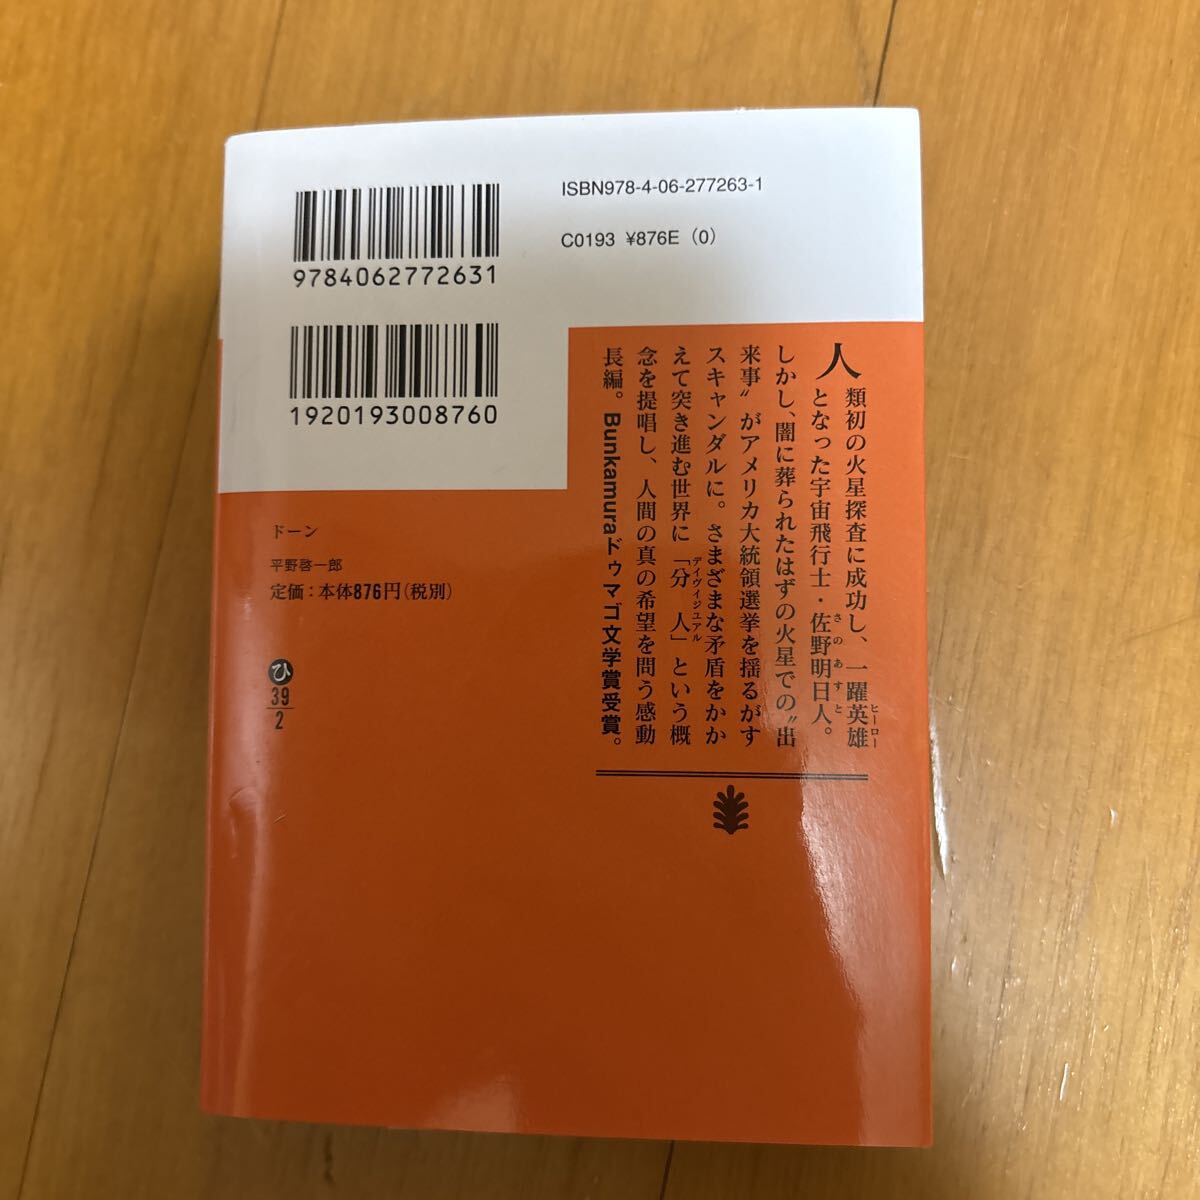 ISBN978-4-06-277263-1
C0193 ¥876E (0)
9784062772631
1920193008760
人類初の火星探査に成功し、一躍英雄
ヒーロー
となった宇宙飛行士・佐野明日人。
さのあすと
しかし、闇に葬られたはずの火星での〝出
来事〟がアメリカ大統領選挙を揺るがす
スキャンダルに。さまざまな矛盾をかか
えて突き進む世界に「分人」という概
ディヴィジュアル
念を提唱し、人間の真の希望を問う感動
長編。Bunkamuraドゥマゴ文学賞受賞。
ドーン
平野啓一郎
定価：本体876円(税別)
ひ
39
2